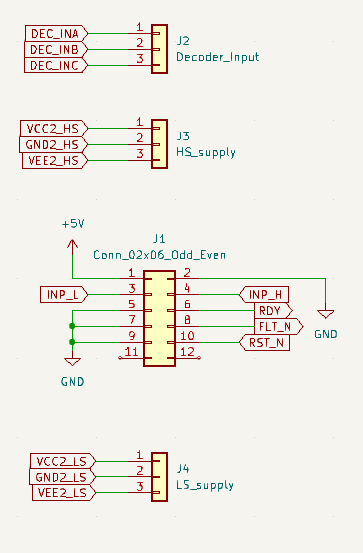 DEC_INA 1 J2
DEC_INB 2 Decoder_Input
DEC_INC 3
VCC2_HS 1 J3
GND2_HS 2 HS_supply
VEE2_HS 3
+5V
J1
Conn_02x06_Odd_Even
1 2
INP_L 3 4 INP_H
5 6 RDY
7 8 FLT_N
9 10 RST_N
11 12
GND
GND
VCC2_LS 1 J4
GND2_LS 2 LS_supply
VEE2_LS 3